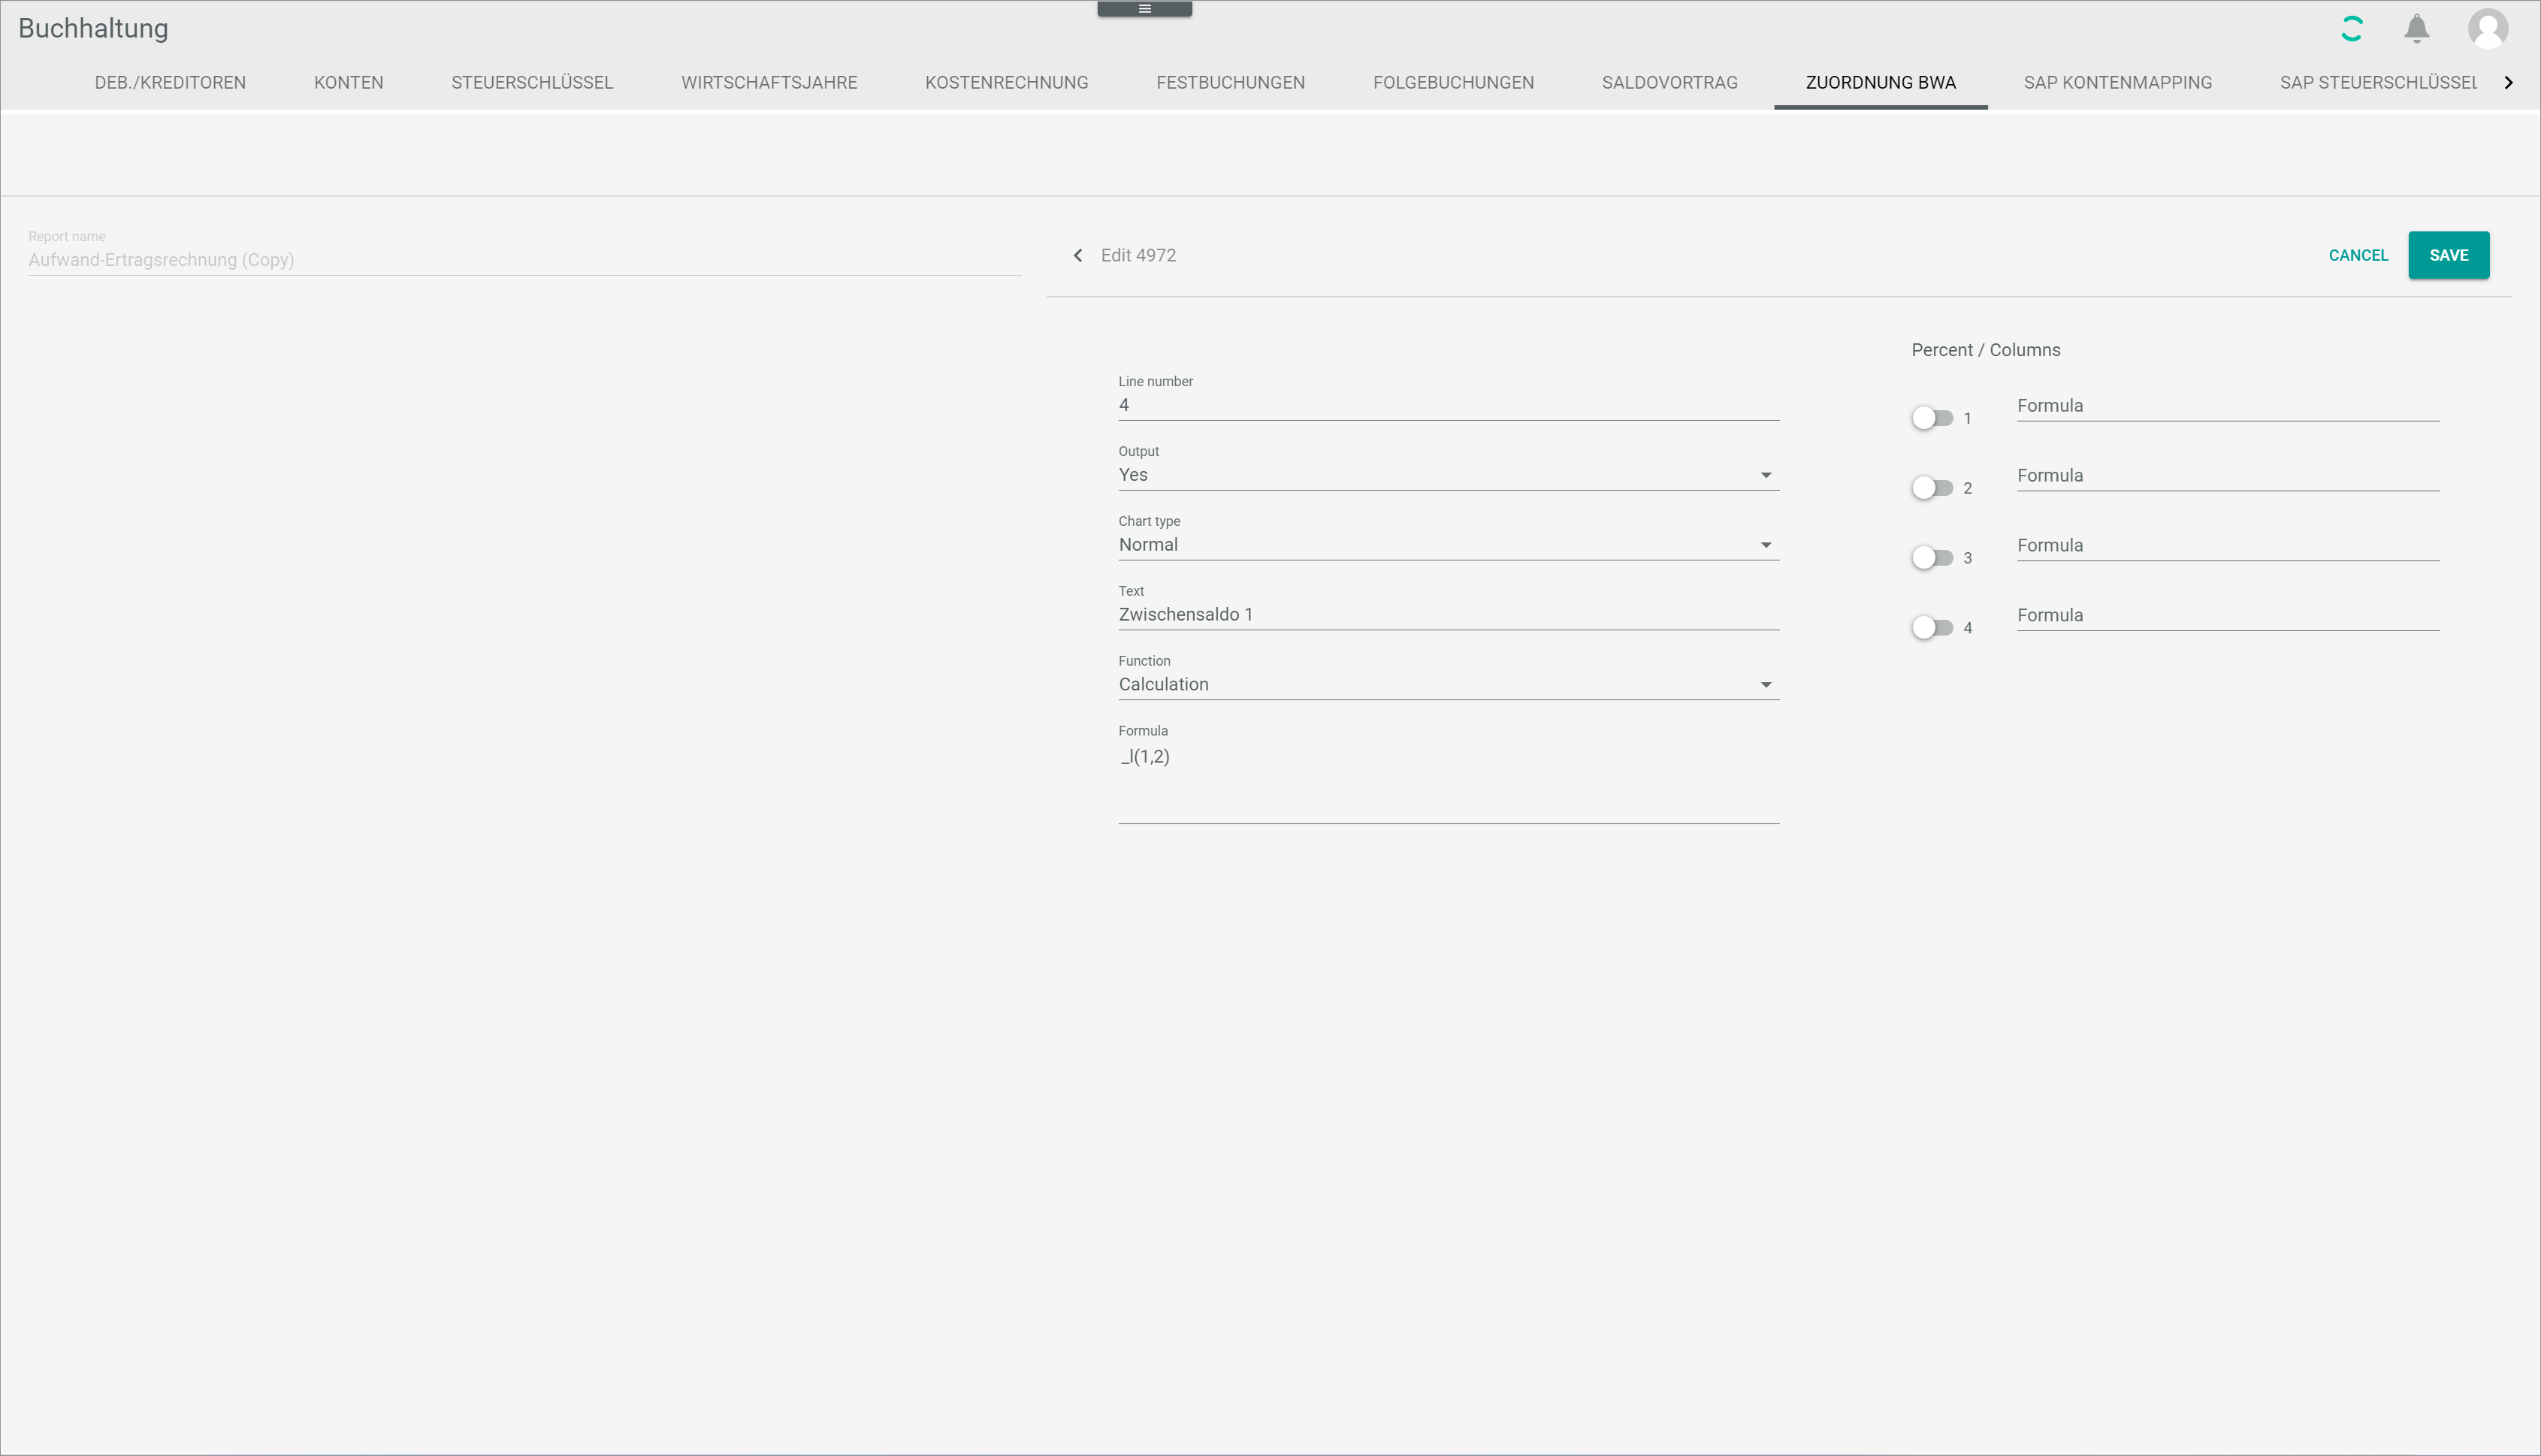 Buchhaltung
DEB./KREDITOREN KONTEN STEUERSCHLÜSSEL WIRTSCHAFTSJAHRE KOSTENRECHNUNG FESTBUCHUNGEN FOLGEBUCHUNGEN SALDOVORTRAG ZUORDNUNG BWA SAP KONTENMAPPING SAP STEUERSCHLÜSSEL
Report name
Aufwand-Ertragsrechnung (Copy)
Edit 4972 CANCEL SAVE
Percent / Columns
Line number
4
1 Formula
Output
Yes
2 Formula
Chart type
Normal
3 Formula
Text
Zwischensaldo 1
4 Formula
Function
Calculation
Formula
_l(1,2)